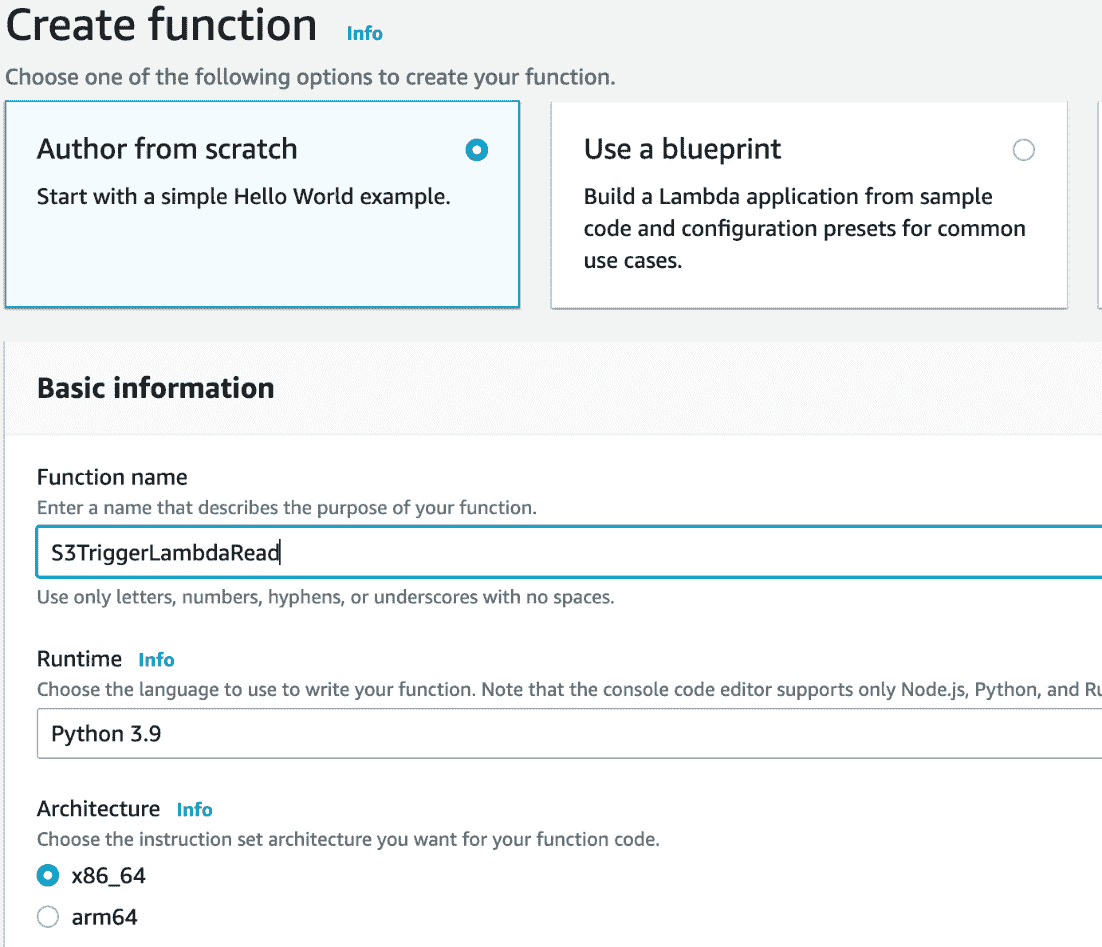 Create function Info
Choose one of the following options to create your function.
Author from scratch
Start with a simple Hello World example.
Use a blueprint
Build a Lambda application from sample
code and configuration presets for common
use cases.
Basic information
Function name
Enter a name that describes the purpose of your function.
S3TriggerLambdaRead
Use only letters, numbers, hyphens, or underscores with no spaces.
Runtime Info
Choose the language to use to write your function. Note that the console code editor supports only Node.js, Python, and
Python 3.9
Architecture Info
Choose the instruction set architecture you want for your function code.
x86_64
arm64